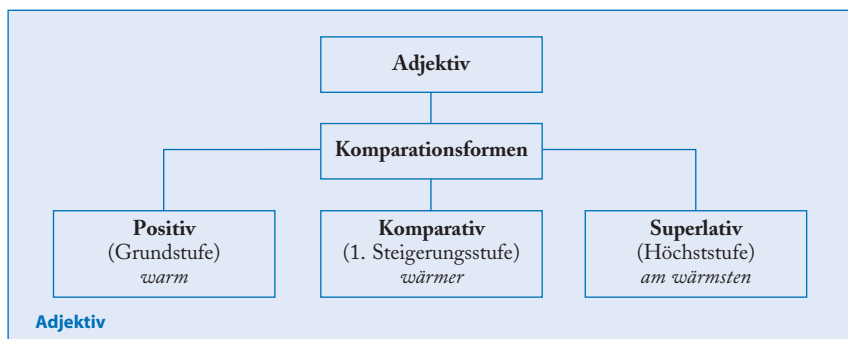 Adjektiv
Komparationsformen
Positiv
(Grundstufe)
warm
Komparativ
(1. Steigerungsstufe)
wärmer
Superlativ
(Höchststufe)
am wärmsten
Adjektiv